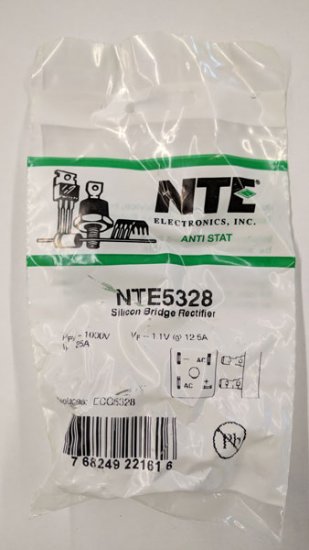 NTE
ELECTRONICS, INC.
ANTI STAT
NTE5328
Silicon Bridge Rectifier
1000V
25A
1.1V @ 12.5A
− AC
AC +
ECG5328
7 68249 22161 6
Pb